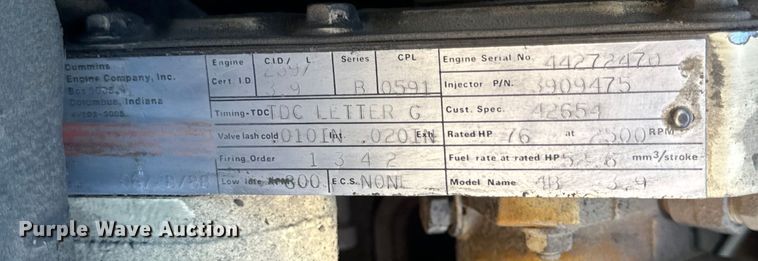 Cummins
Engine Company, Inc.
Columbus, Indiana
Engine
Cert. ID
C.I.D/ L
239/
3.9
Series
B
CPL
0591
Timing-TDC TDC LETTER G
Valve lash cold .010IN Int. .020IN Exh.
Firing Order 1 3 4 2
Low Idle RPM 800 E.C.S. NONE
Engine Serial No. 44272470
Injector P/N. 3909475
Cust. Spec. 42654
Rated HP 76 at 2500 RPM
Fuel rate at rated HP mm³/stroke
Model Name 4B 3.9
Purple Wave Auction